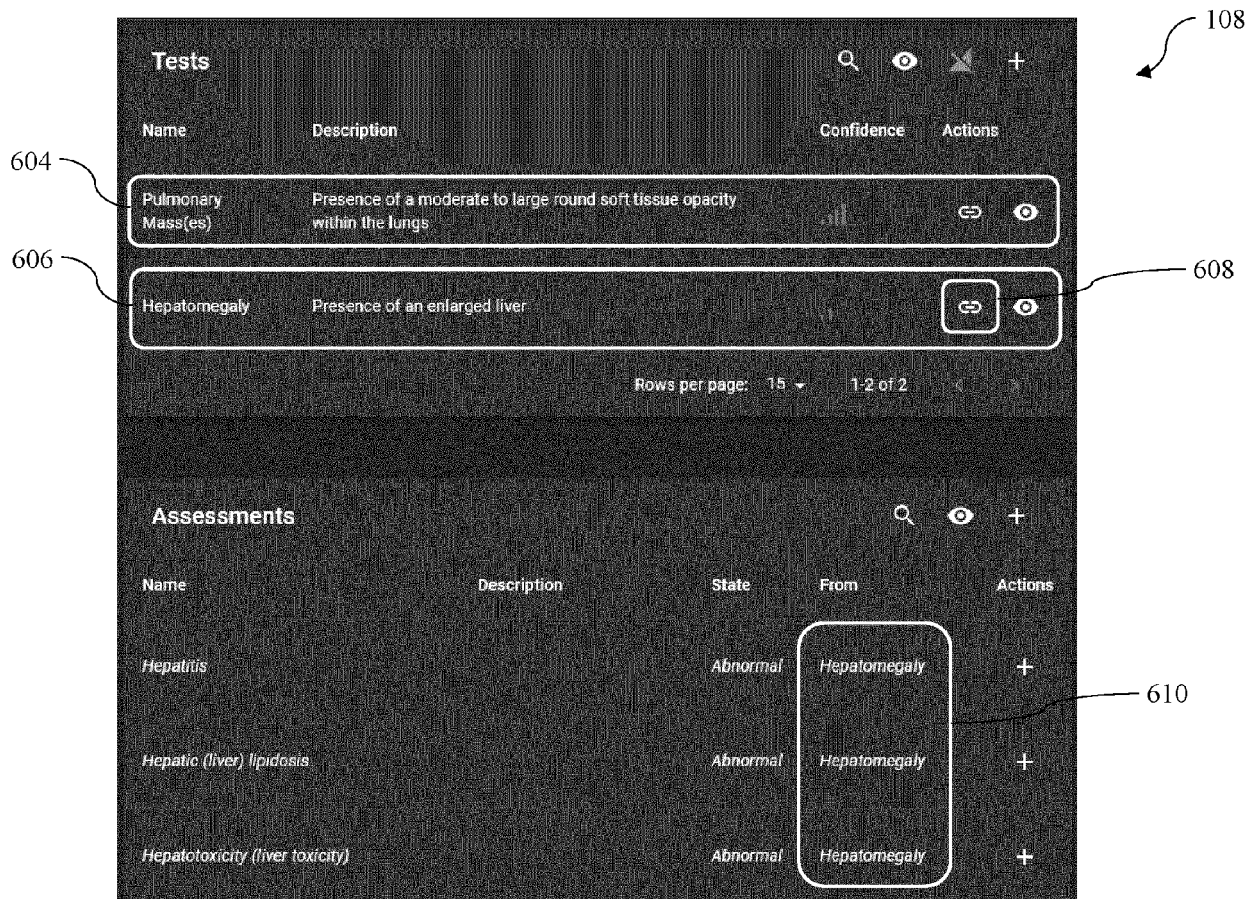 108
Tests
Name Description Confidence Actions
604
Pulmonary Mass(es) Presence of a moderate to large round soft tissue opacity within the lungs
606
608
Hepatomegaly Presence of an enlarged liver
Rows per page: 15 1-2 of 2
Assessments
Name Description State From Actions
Hepatitis Abnormal Hepatomegaly
610
Hepatic (liver) lipidosis Abnormal Hepatomegaly
Hepatotoxicity (liver toxicity) Abnormal Hepatomegaly